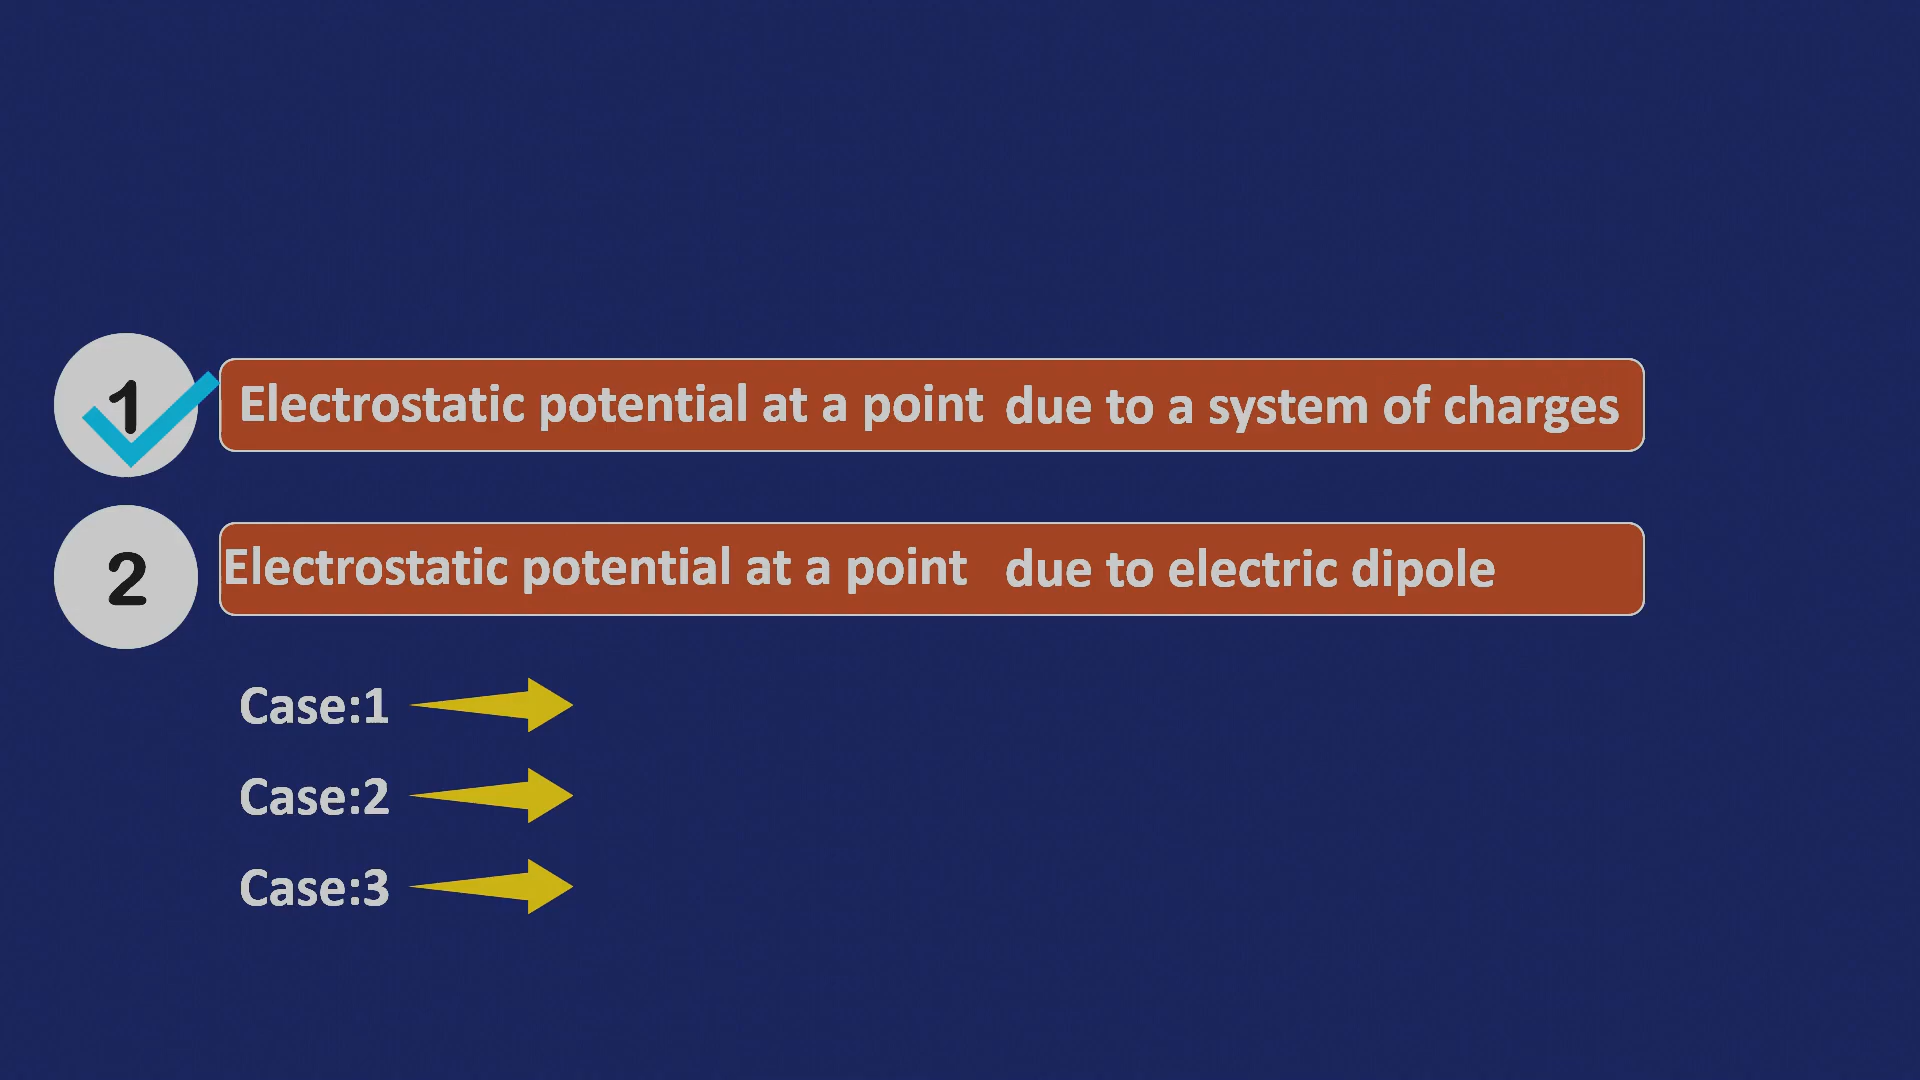 1 Electrostatic potential at a point due to a system of charges
2 Electrostatic potential at a point due to electric dipole
Case:1
Case:2
Case:3